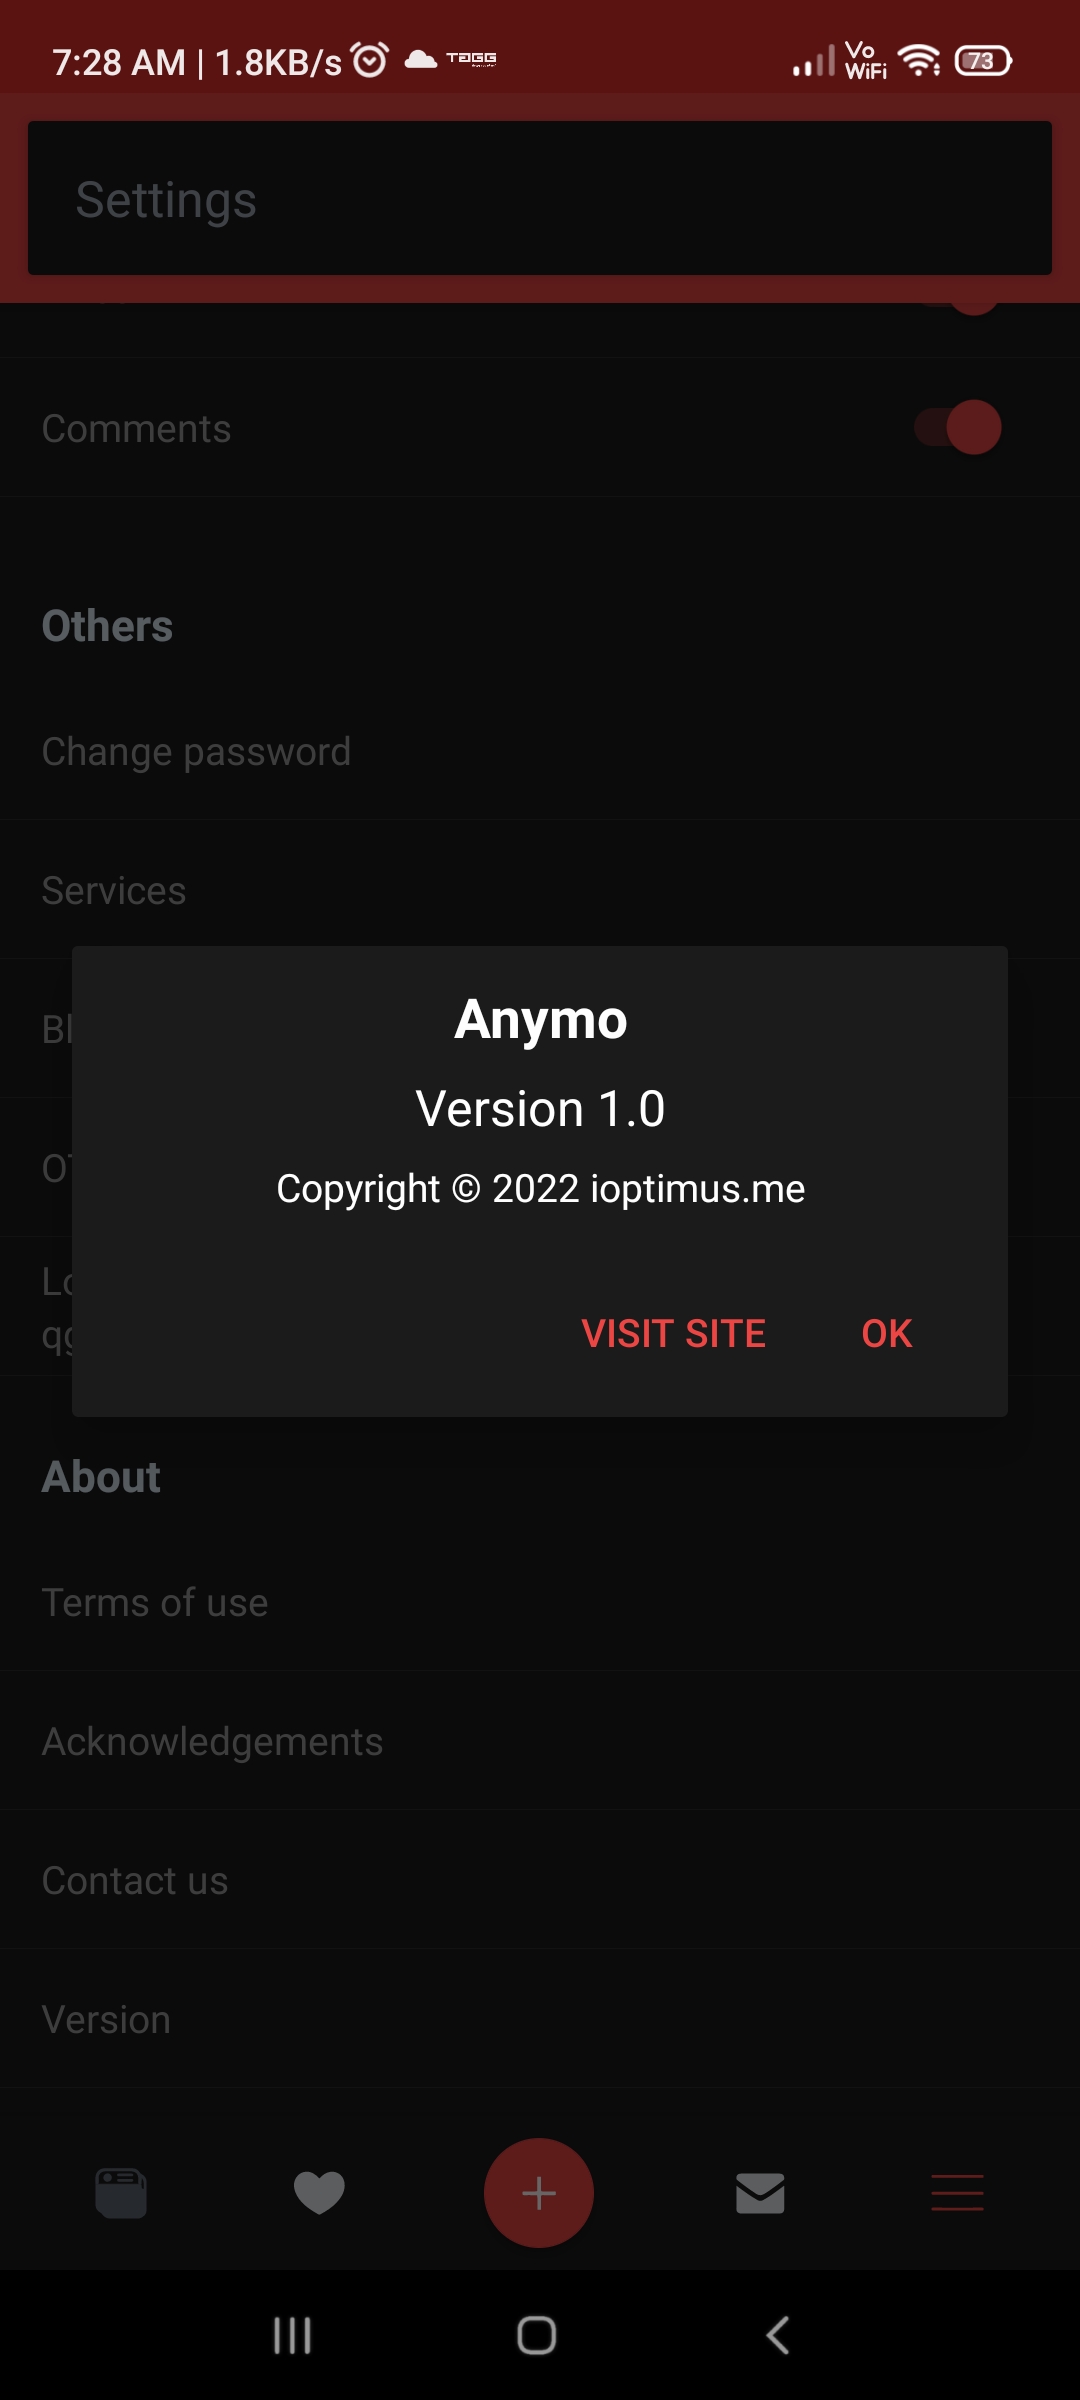 7:28 AM | 1.8KB/s TAGG Vo WiFi 73
Settings
Comments
Others
Change password
Services
Bl
Anymo
Version 1.0
Copyright © 2022 ioptimus.me
Lo
qg
VISIT SITE OK
About
Terms of use
Acknowledgements
Contact us
Version